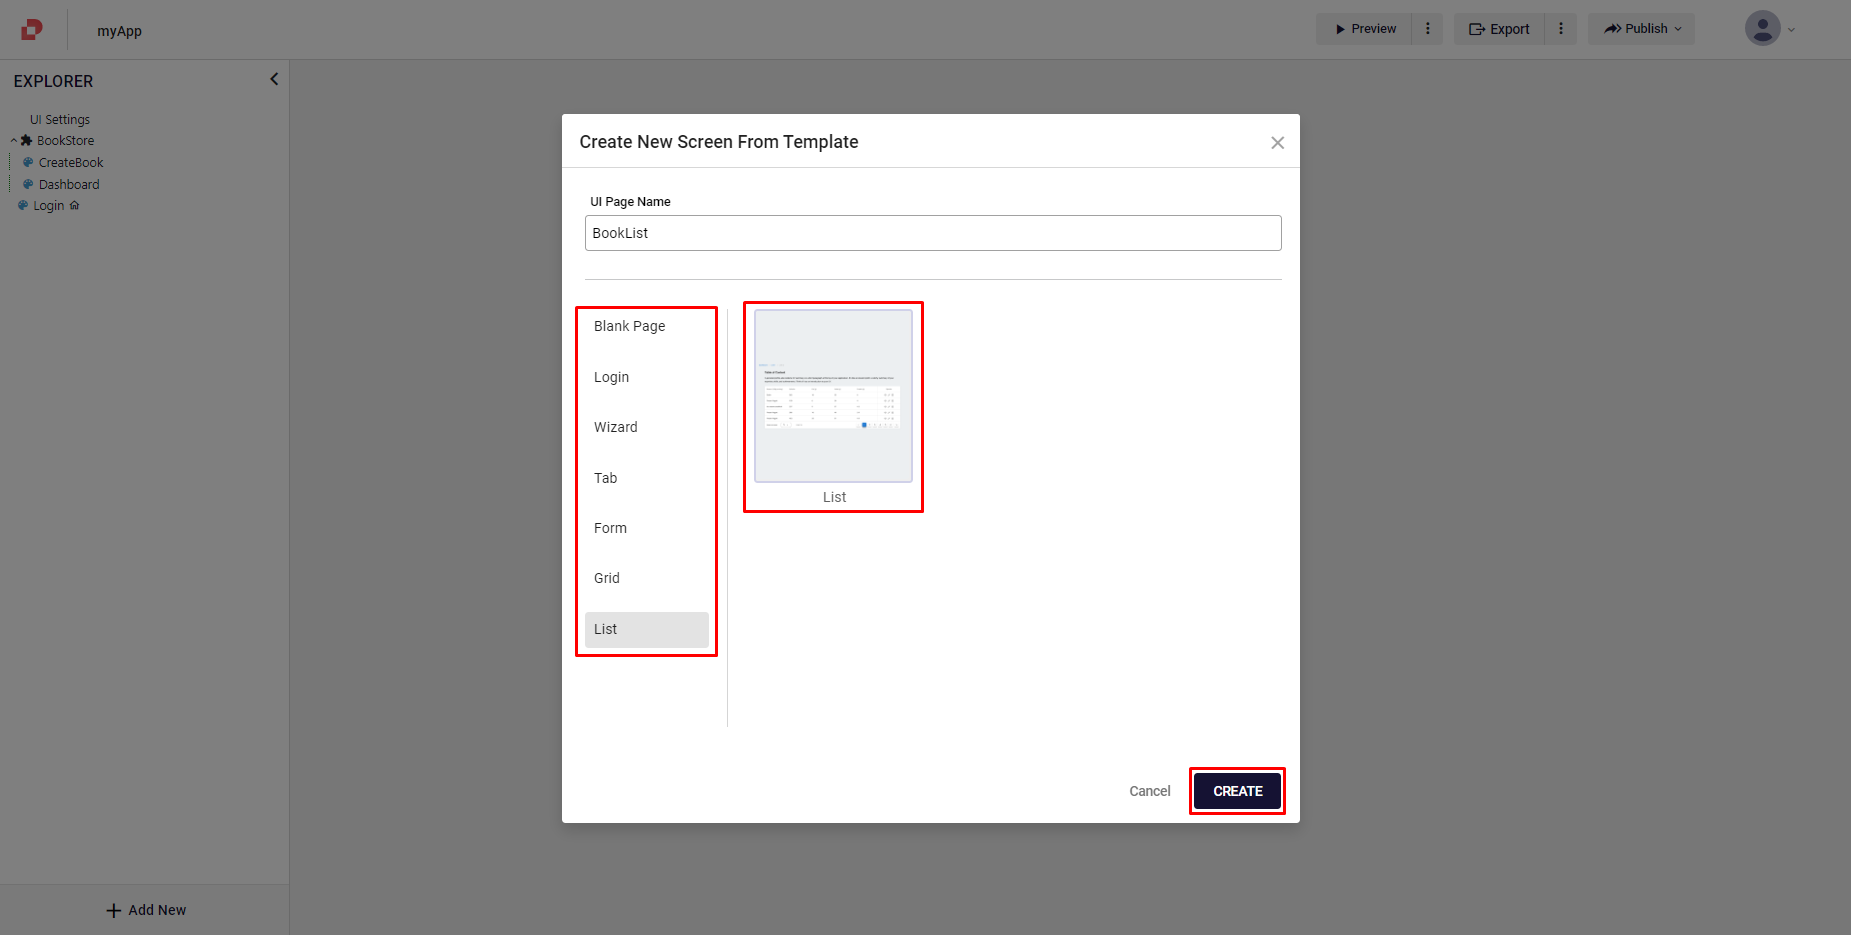 myApp
Preview
Export
Publish
EXPLORER
UI Settings
BookStore
CreateBook
Dashboard
Login
Add New
Create New Screen From Template
UI Page Name
BookList
Blank Page
Login
Wizard
Tab
Form
Grid
List
List
Cancel
CREATE